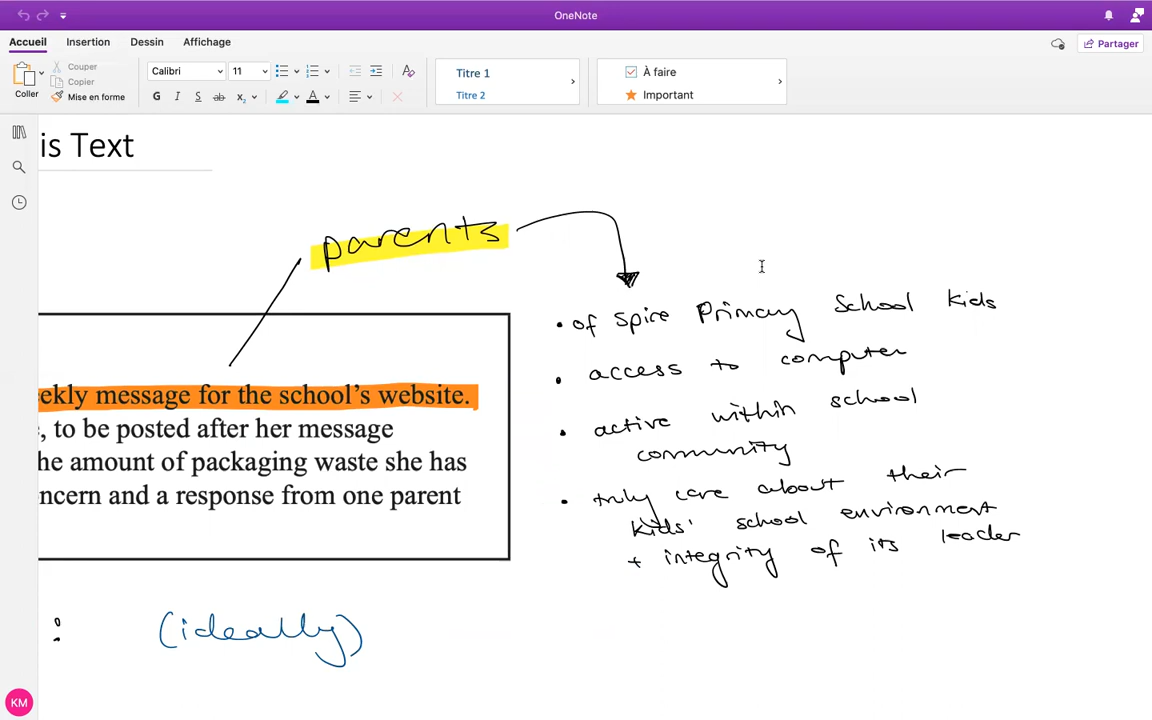 OneNote
Accueil Insertion Dessin Affichage
Partager
Coller
Couper
Copier
Mise en forme
Calibri 11
G I S ab x₂ A
Titre 1
Titre 2
À faire
Important
is Text
parents
• of Spire Primary School kids
• access to computer
• active within school
community
• truly care about their
kids' school environment
+ integrity of its leader
ekly message for the school's website.
e, to be posted after her message
he amount of packaging waste she has
ncern and a response from one parent
: (ideally)
KM